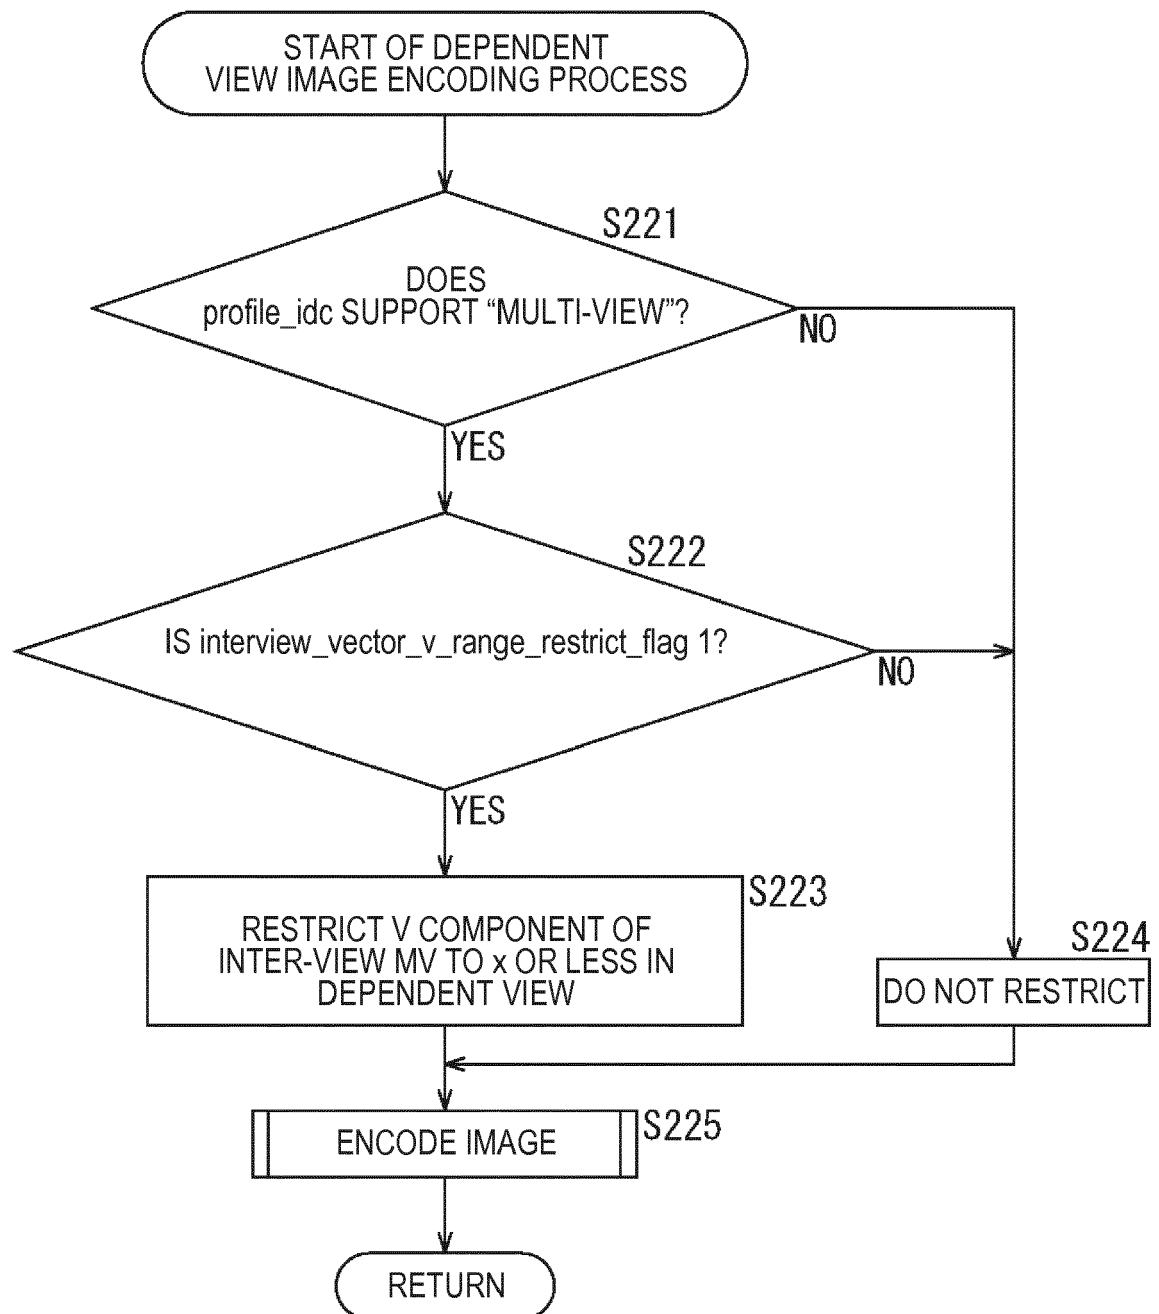 START OF DEPENDENT
VIEW IMAGE ENCODING PROCESS
S221
DOES
profile_idc SUPPORT “MULTI-VIEW”?
NO
YES
S222
IS interview_vector_v_range_restrict_flag 1?
NO
YES
S223
RESTRICT V COMPONENT OF
INTER-VIEW MV TO x OR LESS IN
DEPENDENT VIEW
S224
DO NOT RESTRICT
ENCODE IMAGE
S225
RETURN